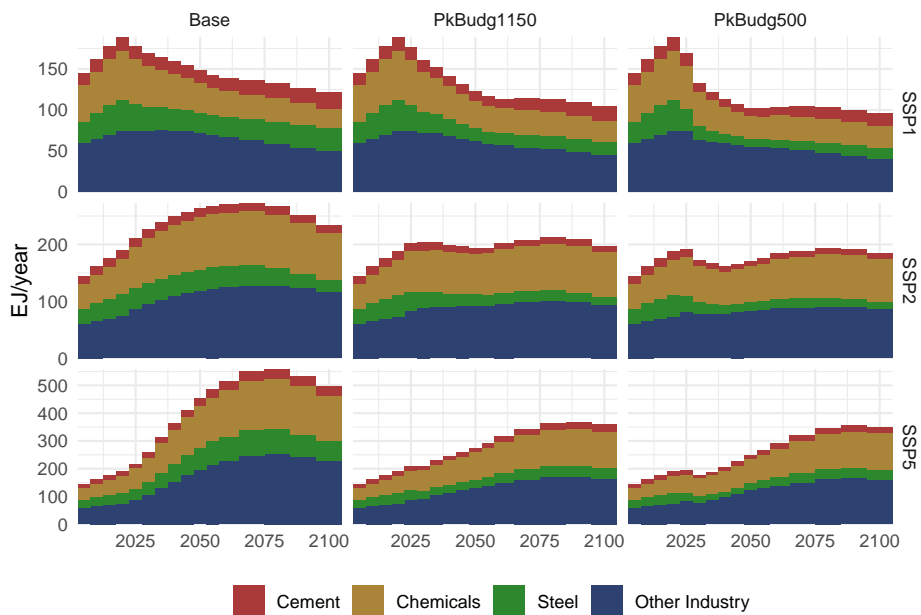 Base PkBudg1150 PkBudg500
150
100
50
0
SSP1
200
100
0
SSP2
500
400
300
200
100
0
SSP5
EJ/year
2025 2050 2075 2100 2025 2050 2075 2100 2025 2050 2075 2100
Cement Chemicals Steel Other Industry